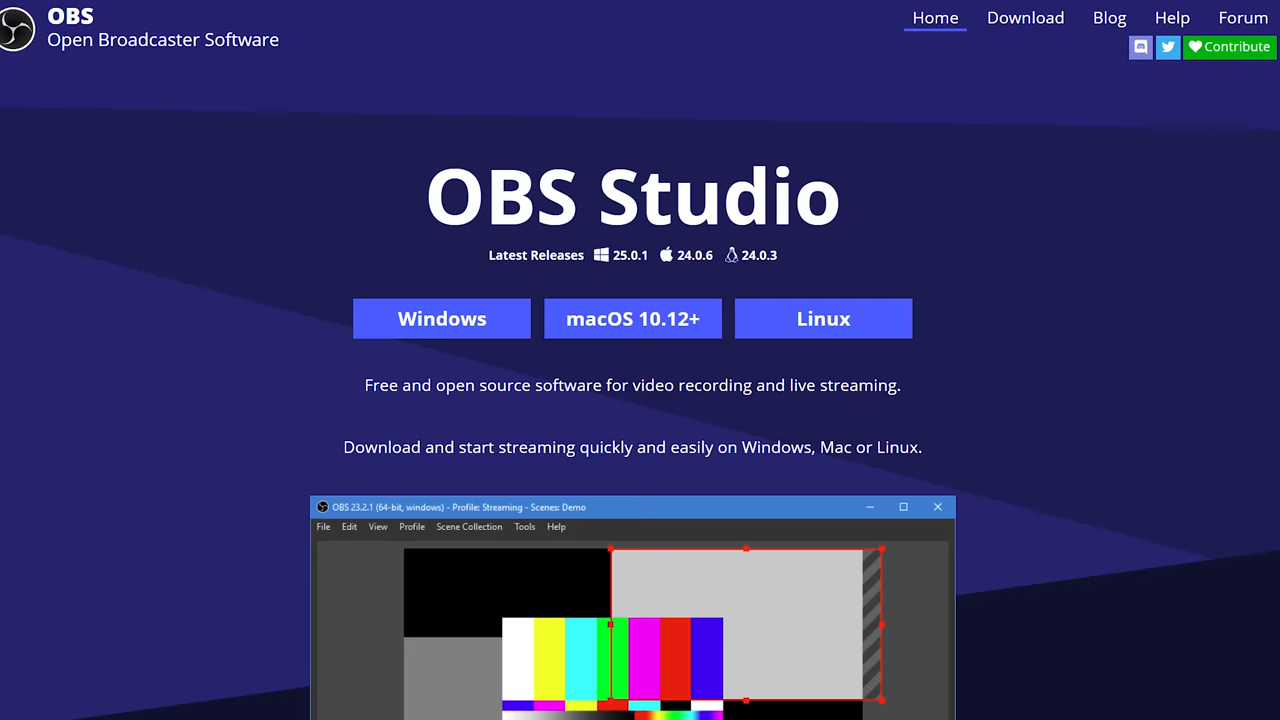 OBS
Open Broadcaster Software
Home Download Blog Help Forum
Contribute
OBS Studio
Latest Releases 25.0.1 24.0.6 24.0.3
Windows macOS 10.12+ Linux
Free and open source software for video recording and live streaming.
Download and start streaming quickly and easily on Windows, Mac or Linux.
OBS 23.2.1 (64-bit, windows) - Profile: Streaming - Scenes: Demo
File Edit View Profile Scene Collection Tools Help